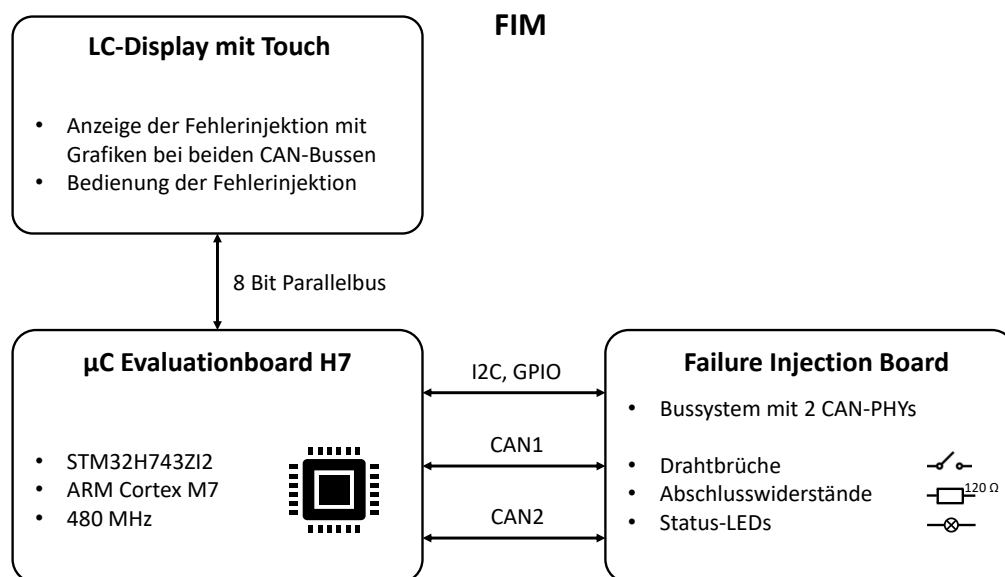 FIM
LC-Display mit Touch
• Anzeige der Fehlerinjektion mit
Grafiken bei beiden CAN-Bussen
• Bedienung der Fehlerinjektion
8 Bit Parallelbus
µC Evaluationboard H7
• STM32H743ZI2
• ARM Cortex M7
• 480 MHz
I2C, GPIO
CAN1
CAN2
Failure Injection Board
• Bussystem mit 2 CAN-PHYs
• Drahtbrüche
• Abschlusswiderstände
120 Ω
• Status-LEDs